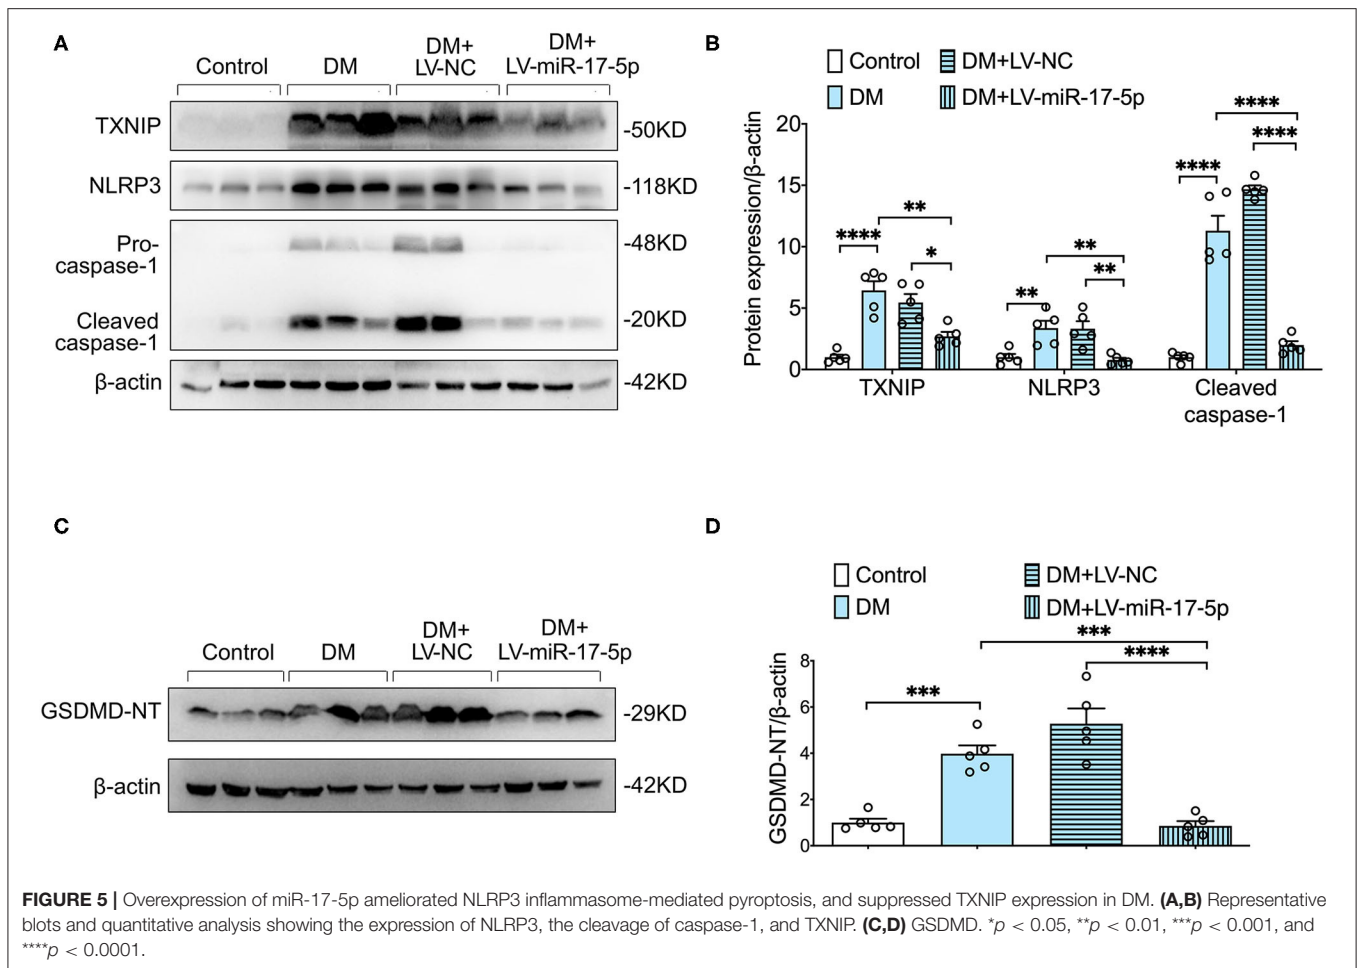 A
Control
DM
DM+
LV-NC
DM+
LV-miR-17-5p
TXNIP
-50KD
NLRP3
-118KD
Pro-
caspase-1
-48KD
Cleaved
caspase-1
-20KD
β-actin
-42KD
B
Control
DM+LV-NC
DM
DM+LV-miR-17-5p
Protein expression/β-actin
20
15
10
5
0
****
**
*
**
**
**
****
****
****
TXNIP
NLRP3
Cleaved
caspase-1
C
Control
DM
DM+
LV-NC
DM+
LV-miR-17-5p
GSDMD-NT
-29KD
β-actin
-42KD
D
Control
DM+LV-NC
DM
DM+LV-miR-17-5p
GSDMD-NT/β-actin
8
6
4
2
0
***
***
****
FIGURE 5 | Overexpression of miR-17-5p ameliorated NLRP3 inflammasome-mediated pyroptosis, and suppressed TXNIP expression in DM. (A,B) Representative
blots and quantitative analysis showing the expression of NLRP3, the cleavage of caspase-1, and TXNIP. (C,D) GSDMD. *p < 0.05, **p < 0.01, ***p < 0.001, and
****p < 0.0001.